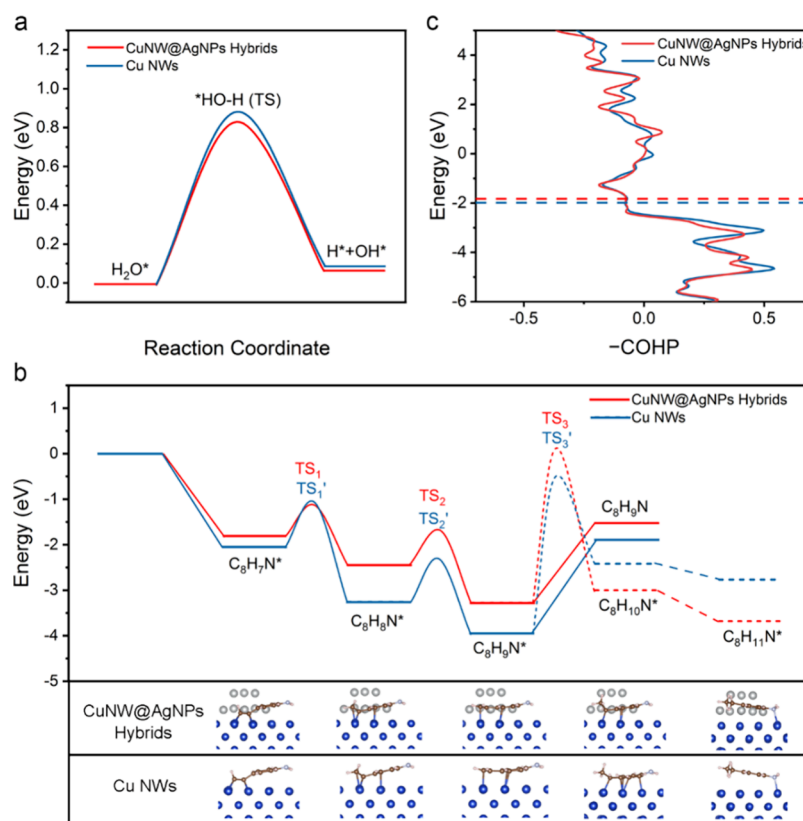 a
1.2
1.0
0.8
0.6
0.4
0.2
0.0
Energy (eV)
CuNW@AgNPs Hybrids
Cu NWs
*HO-H (TS)
H₂O*
H*+OH*
Reaction Coordinate
c
4
2
0
-2
-4
-6
Energy (eV)
CuNW@AgNPs Hybrids
Cu NWs
-0.5
0.0
0.5
−COHP
b
1
0
-1
-2
-3
-4
-5
Energy (eV)
CuNW@AgNPs Hybrids
Cu NWs
TS₁
TS₁'
TS₂
TS₂'
TS₃
TS₃'
C₈H₇N*
C₈H₈N*
C₈H₉N*
C₈H₉N
C₈H₁₀N*
C₈H₁₁N*
CuNW@AgNPs
Hybrids
Cu NWs